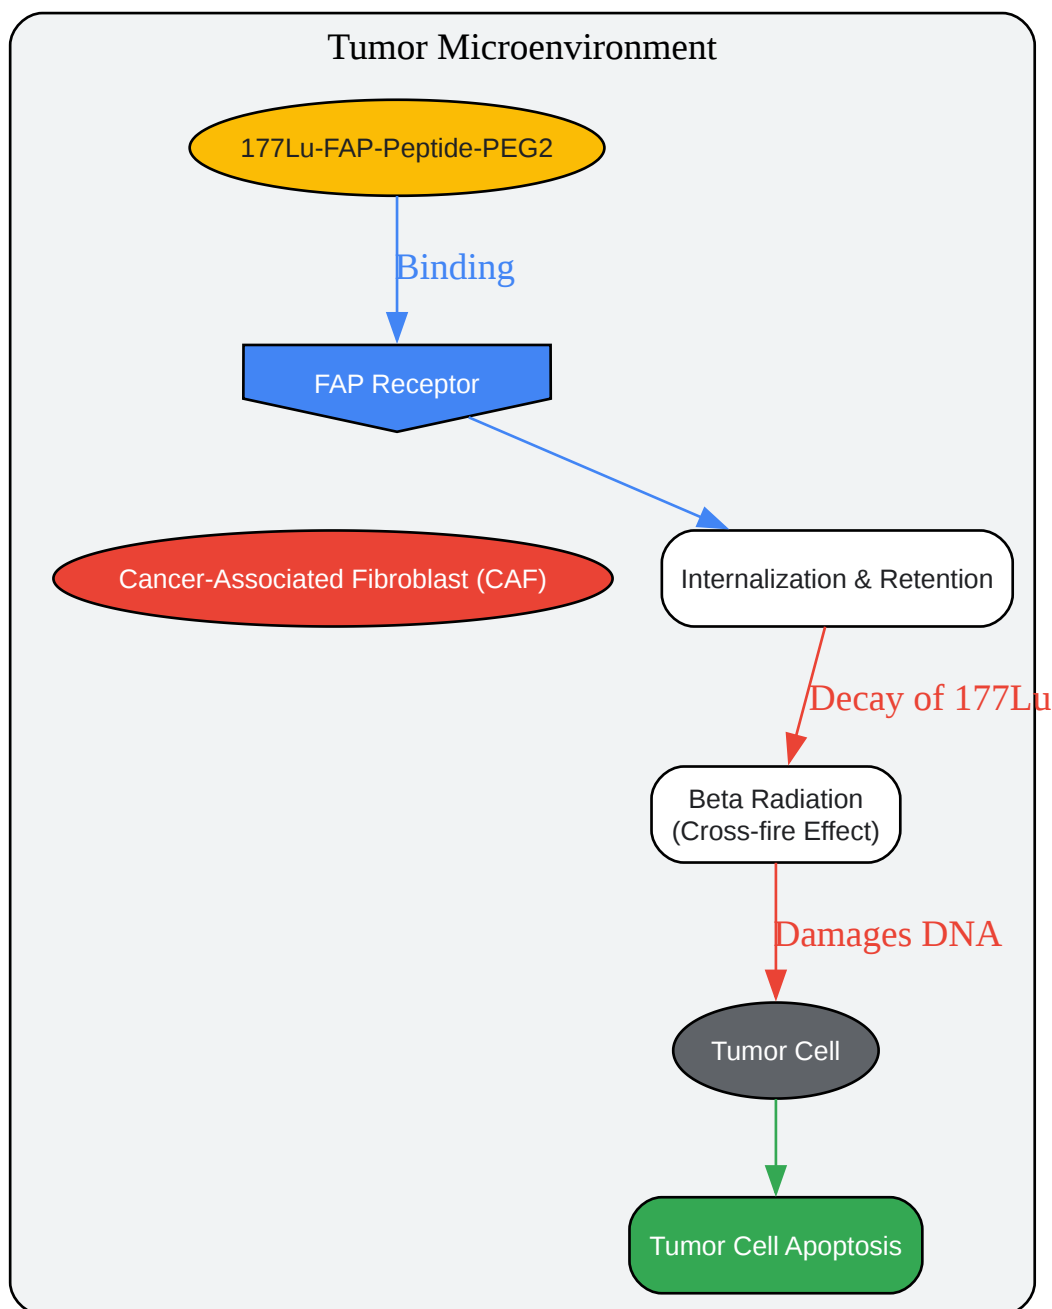 Tumor Microenvironment
177Lu-FAP-Peptide-PEG2
Binding
FAP Receptor
Cancer-Associated Fibroblast (CAF)
Internalization & Retention
Decay of 177Lu
Beta Radiation
(Cross-fire Effect)
Damages DNA
Tumor Cell
Tumor Cell Apoptosis